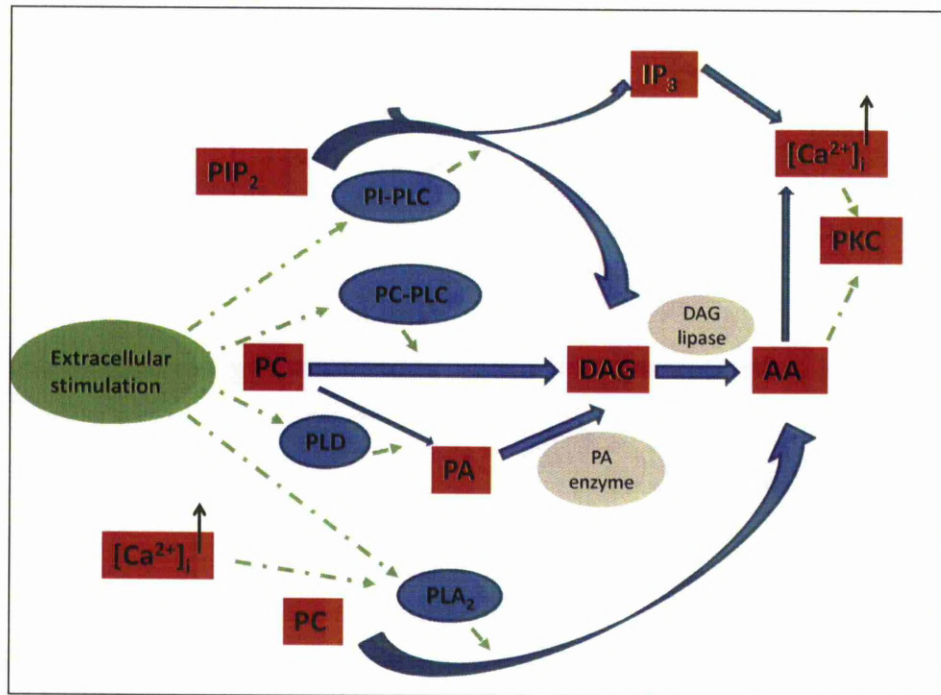 IP₃
[Ca²⁺]ᵢ
PIP₂
PI-PLC
PKC
PC-PLC
DAG
lipase
Extracellular
stimulation
PC
DAG
AA
PLD
PA
PA
enzyme
[Ca²⁺]ᵢ
PLA₂
PC